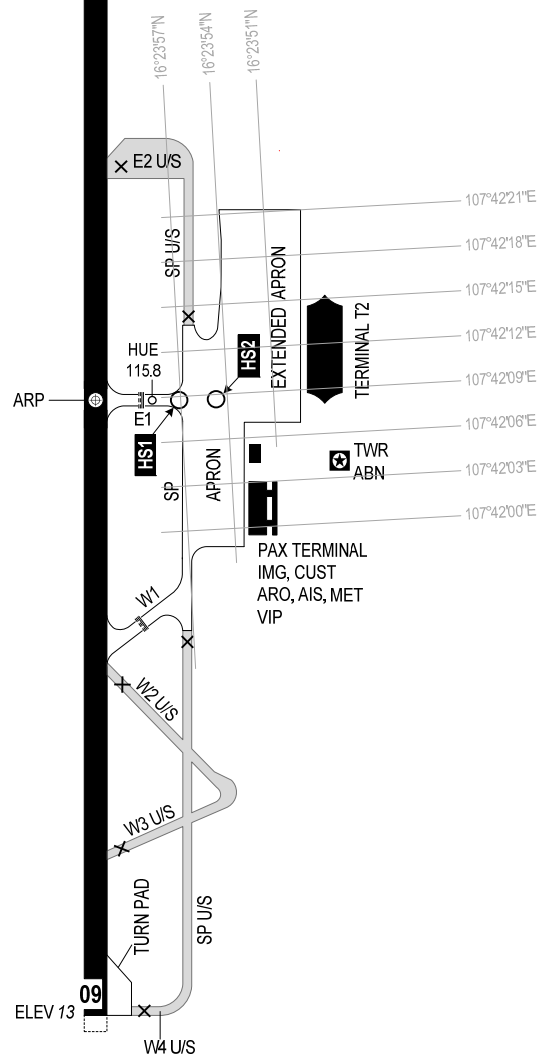 16°23'57"N
16°23'54"N
16°23'51"N
E2 U/S
107°42'21"E
SP U/S
107°42'18"E
EXTENDED APRON
107°42'15"E
TERMINAL T2
107°42'12"E
HUE
115.8
HS2
107°42'09"E
ARP
E1
107°42'06"E
HS1
SP
APRON
TWR
ABN
107°42'03"E
107°42'00"E
PAX TERMINAL
IMG, CUST
ARO, AIS, MET
VIP
W1
W2 U/S
W3 U/S
TURN PAD
SP U/S
09
ELEV 13
W4 U/S